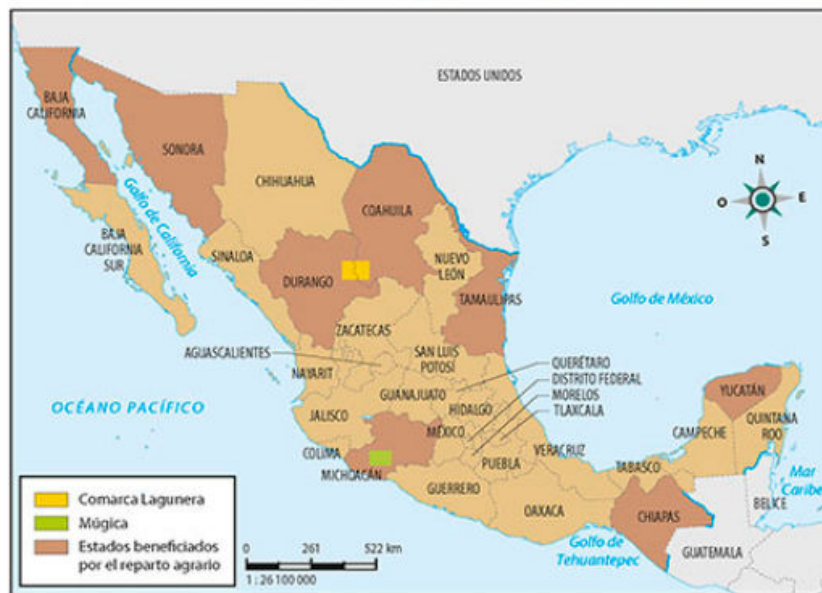 ESTADOS UNIDOS
BAJA
CALIFORNIA
SONORA
CHIHUAHUA
COAHUILA
N
O
E
S
Golfo de California
BAJA
CALIFORNIA
SUR
SINALOA
DURANGO
NUEVO
LEÓN
TAMAULIPAS
Golfo de México
ZACATECAS
AGUASCALIENTES
SAN LUIS
POTOSÍ
NAYARIT
QUERÉTARO
DISTRITO FEDERAL
MORELOS
TLAXCALA
GUANAJUATO
HIDALGO
YUCATÁN
OCÉANO PACÍFICO
JALISCO
MÉXICO
QUINTANA
ROO
CAMPECHE
COLIMA
MICHOACÁN
VERACRUZ
PUEBLA
TABASCO
GUERRERO
OAXACA
CHIAPAS
Mar
Caribe
BELICE
GUATEMALA
Golfo de
Tehuantepec
Comarca Lagunera
Múgica
Estados beneficiados
por el reparto agrario
0 261 522 km
1 : 26 100 000